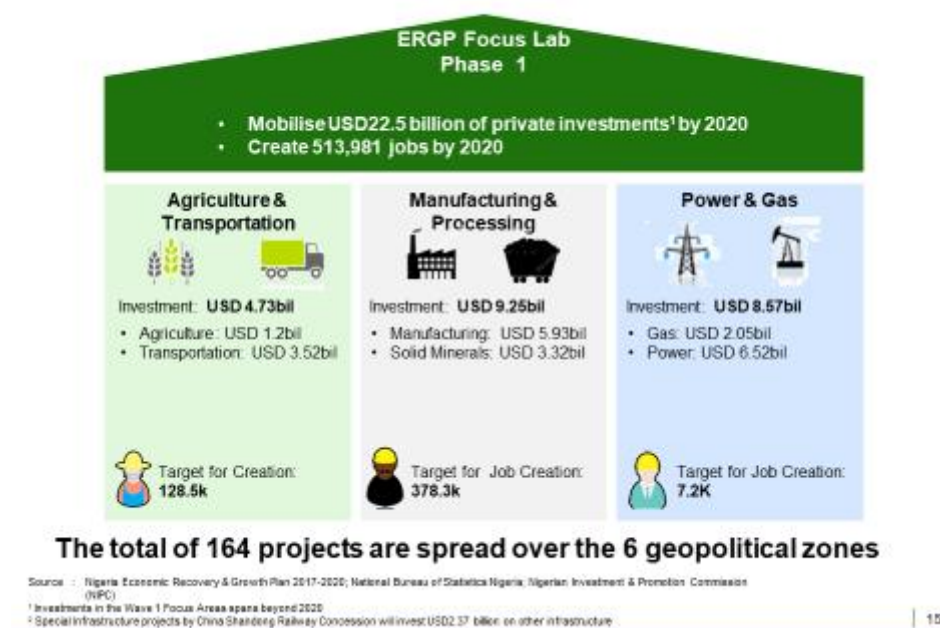 ERGP Focus Lab
Phase 1
• Mobilise USD22.5 billion of private investments¹ by 2020
• Create 513,981 jobs by 2020
Agriculture &
Transportation
Investment: USD 4.73bil
• Agriculture: USD 1.2bil
• Transportation: USD 3.52bil
Target for Creation:
128.5k
Manufacturing &
Processing
Investment: USD 9.25bil
• Manufacturing: USD 5.93bil
• Solid Minerals: USD 3.32bil
Target for Job Creation:
378.3k
Power & Gas
Investment: USD 8.57bil
• Gas: USD 2.05bil
• Power: USD 6.52bil
Target for Job Creation:
7.2K
The total of 164 projects are spread over the 6 geopolitical zones
Source : Nigeria Economic Recovery & Growth Plan 2017-2020; National Bureau of Statistics Nigeria; Nigerian Investment & Promotion Commission
(NIPC)
¹ Investments in the Wave 1 Focus Areas spans beyond 2020
² Special Infrastructure projects by China Shandong Railway Concession will invest USD2.37 billion on other infrastructure
15